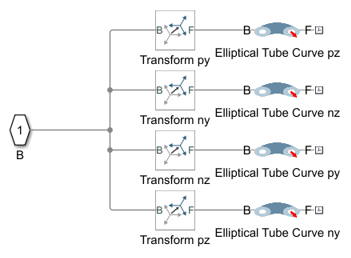 B F B F
Transform py Elliptical Tube Curve pz
B F B F
Transform ny Elliptical Tube Curve nz
1
B
B F B F
Transform nz Elliptical Tube Curve py
B F B F
Transform pz Elliptical Tube Curve ny